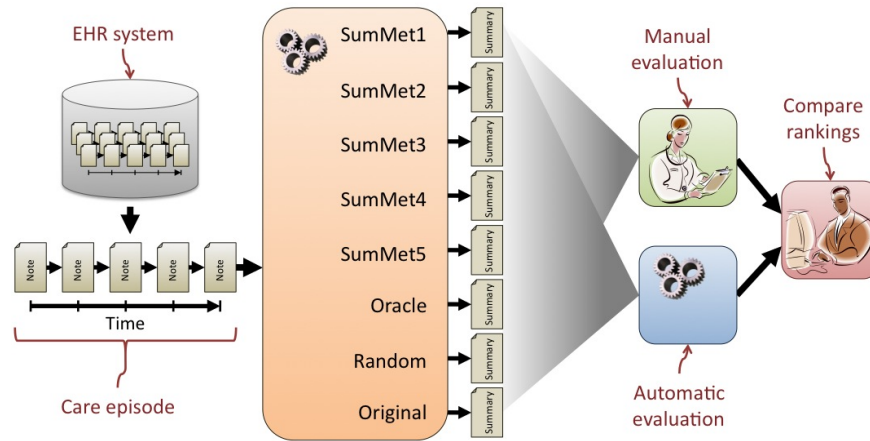 EHR system
Note
Note
Note
Note
Note
Time
Care episode
SumMet1
Summary
SumMet2
Summary
SumMet3
Summary
SumMet4
Summary
SumMet5
Summary
Oracle
Summary
Random
Summary
Original
Summary
Manual
evaluation
Automatic
evaluation
Compare
rankings